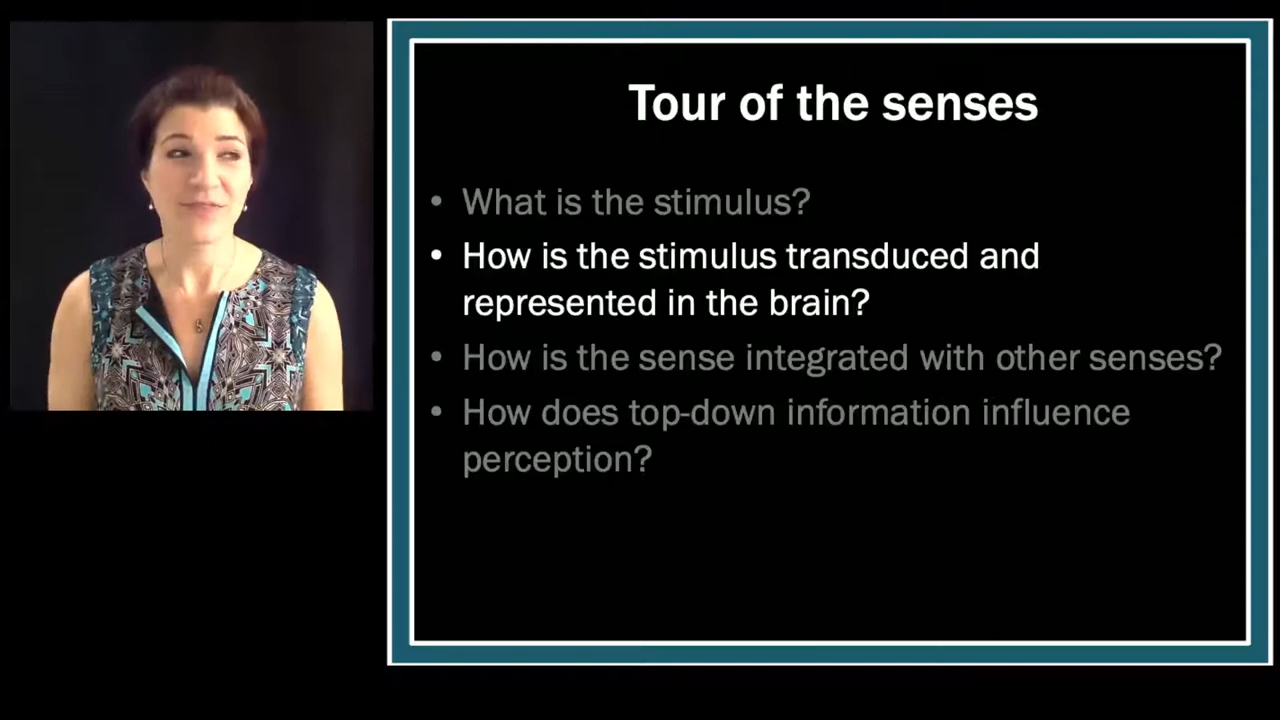 Tour of the senses
• What is the stimulus?
• How is the stimulus transduced and
represented in the brain?
• How is the sense integrated with other senses?
• How does top-down information influence
perception?